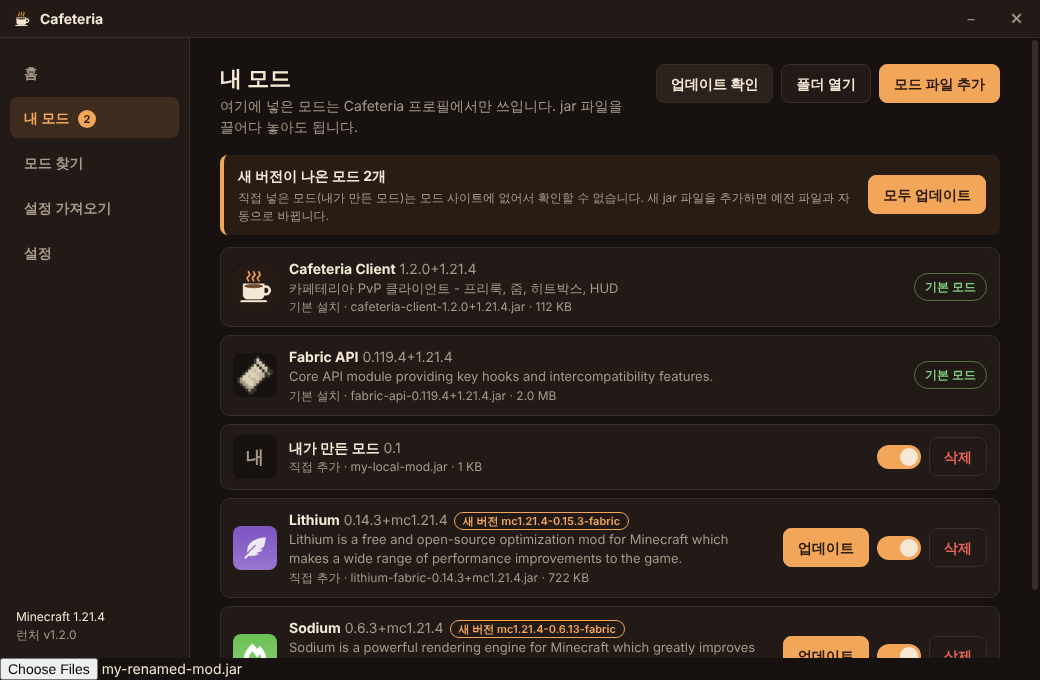 Cafeteria
홈
내 모드 2
모드 찾기
설정 가져오기
설정
Minecraft 1.21.4
런처 v1.2.0
내 모드
여기에 넣은 모드는 Cafeteria 프로필에서만 쓰입니다. jar 파일을
끌어다 놓아도 됩니다.
업데이트 확인
폴더 열기
모드 파일 추가
새 버전이 나온 모드 2개
직접 넣은 모드(내가 만든 모드)는 모드 사이트에 없어서 확인할 수 없습니다. 새 jar 파일을 추가하면 예전 파일과 자
동으로 바뀝니다.
모두 업데이트
Cafeteria Client 1.2.0+1.21.4
카페테리아 PvP 클라이언트 - 프리룩, 줌, 히트박스, HUD
기본 설치 · cafeteria-client-1.2.0+1.21.4.jar · 112 KB
기본 모드
Fabric API 0.119.4+1.21.4
Core API module providing key hooks and intercompatibility features.
기본 설치 · fabric-api-0.119.4+1.21.4.jar · 2.0 MB
기본 모드
내
내가 만든 모드 0.1
직접 추가 · my-local-mod.jar · 1 KB
삭제
Lithium 0.14.3+mc1.21.4 새 버전 mc1.21.4-0.15.3-fabric
Lithium is a free and open-source optimization mod for Minecraft which
makes a wide range of performance improvements to the game.
직접 추가 · lithium-fabric-0.14.3+mc1.21.4.jar · 722 KB
업데이트
삭제
Sodium 0.6.3+mc1.21.4 새 버전 mc1.21.4-0.6.13-fabric
Sodium is a powerful rendering engine for Minecraft which greatly improves
업데이트
삭제
Choose Files my-renamed-mod.jar